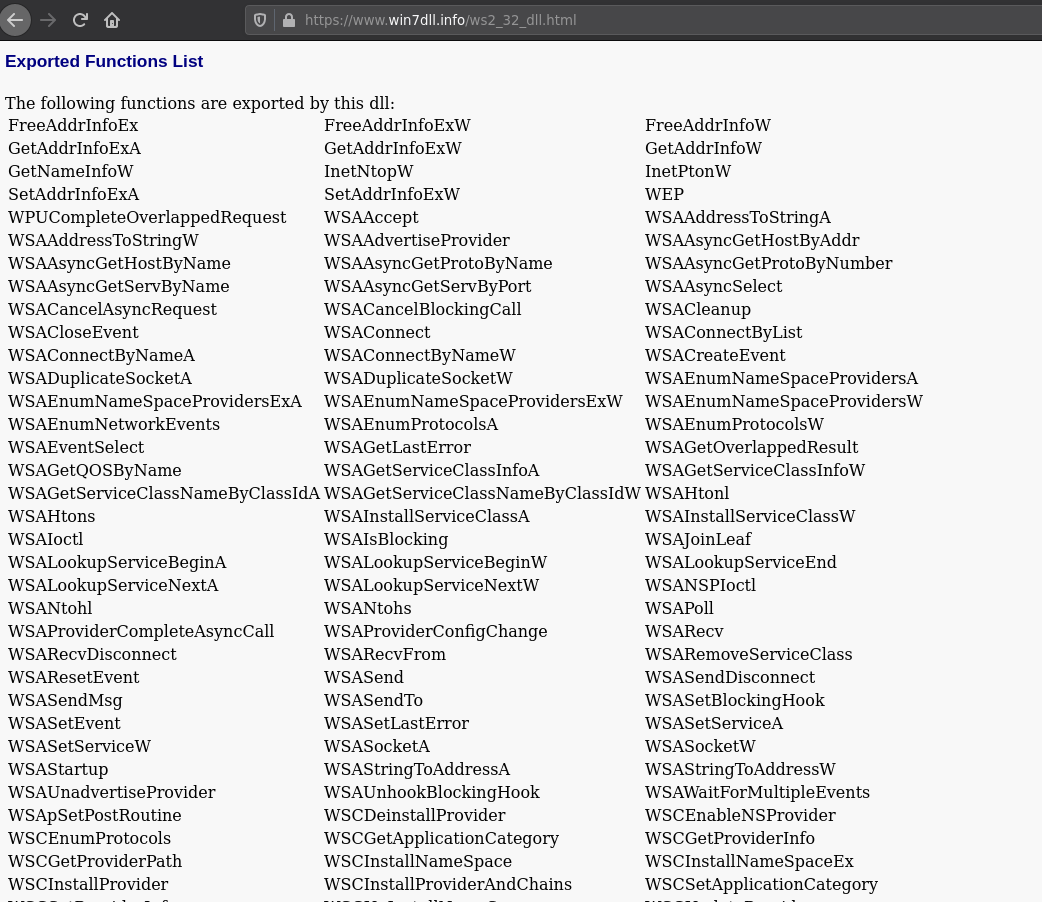 https://www.win7dll.info/ws2_32_dll.html
Exported Functions List
The following functions are exported by this dll:
FreeAddrInfoEx FreeAddrInfoExW FreeAddrInfoW
GetAddrInfoExA GetAddrInfoExW GetAddrInfoW
GetNameInfoW InetNtopW InetPtonW
SetAddrInfoExA SetAddrInfoExW WEP
WPUCompleteOverlappedRequest WSAAccept WSAAddressToStringA
WSAAddressToStringW WSAAdvertiseProvider WSAAsyncGetHostByAddr
WSAAsyncGetHostByName WSAAsyncGetProtoByName WSAAsyncGetProtoByNumber
WSAAsyncGetServByName WSAAsyncGetServByPort WSAAsyncSelect
WSACancelAsyncRequest WSACancelBlockingCall WSACleanup
WSACloseEvent WSAConnect WSAConnectByList
WSAConnectByNameA WSAConnectByNameW WSACreateEvent
WSADuplicateSocketA WSADuplicateSocketW WSAEnumNameSpaceProvidersA
WSAEnumNameSpaceProvidersExA WSAEnumNameSpaceProvidersExW WSAEnumNameSpaceProvidersW
WSAEnumNetworkEvents WSAEnumProtocolsA WSAEnumProtocolsW
WSAEventSelect WSAGetLastError WSAGetOverlappedResult
WSAGetQOSByName WSAGetServiceClassInfoA WSAGetServiceClassInfoW
WSAGetServiceClassNameByClassIdA WSAGetServiceClassNameByClassIdW WSAHtonl
WSAHtons WSAInstallServiceClassA WSAInstallServiceClassW
WSAIoctl WSAIsBlocking WSAJoinLeaf
WSALookupServiceBeginA WSALookupServiceBeginW WSALookupServiceEnd
WSALookupServiceNextA WSALookupServiceNextW WSANSPIoctl
WSANtohl WSANtohs WSAPoll
WSAProviderCompleteAsyncCall WSAProviderConfigChange WSARecv
WSARecvDisconnect WSARecvFrom WSARemoveServiceClass
WSAResetEvent WSASend WSASendDisconnect
WSASendMsg WSASendTo WSASetBlockingHook
WSASetEvent WSASetLastError WSASetServiceA
WSASetServiceW WSASocketA WSASocketW
WSAStartup WSAStringToAddressA WSAStringToAddressW
WSAUnadvertiseProvider WSAUnhookBlockingHook WSAWaitForMultipleEvents
WSApSetPostRoutine WSCDeinstallProvider WSCEnableNSProvider
WSCEnumProtocols WSCGetApplicationCategory WSCGetProviderInfo
WSCGetProviderPath WSCInstallNameSpace WSCInstallNameSpaceEx
WSCInstallProvider WSCInstallProviderAndChains WSCSetApplicationCategory